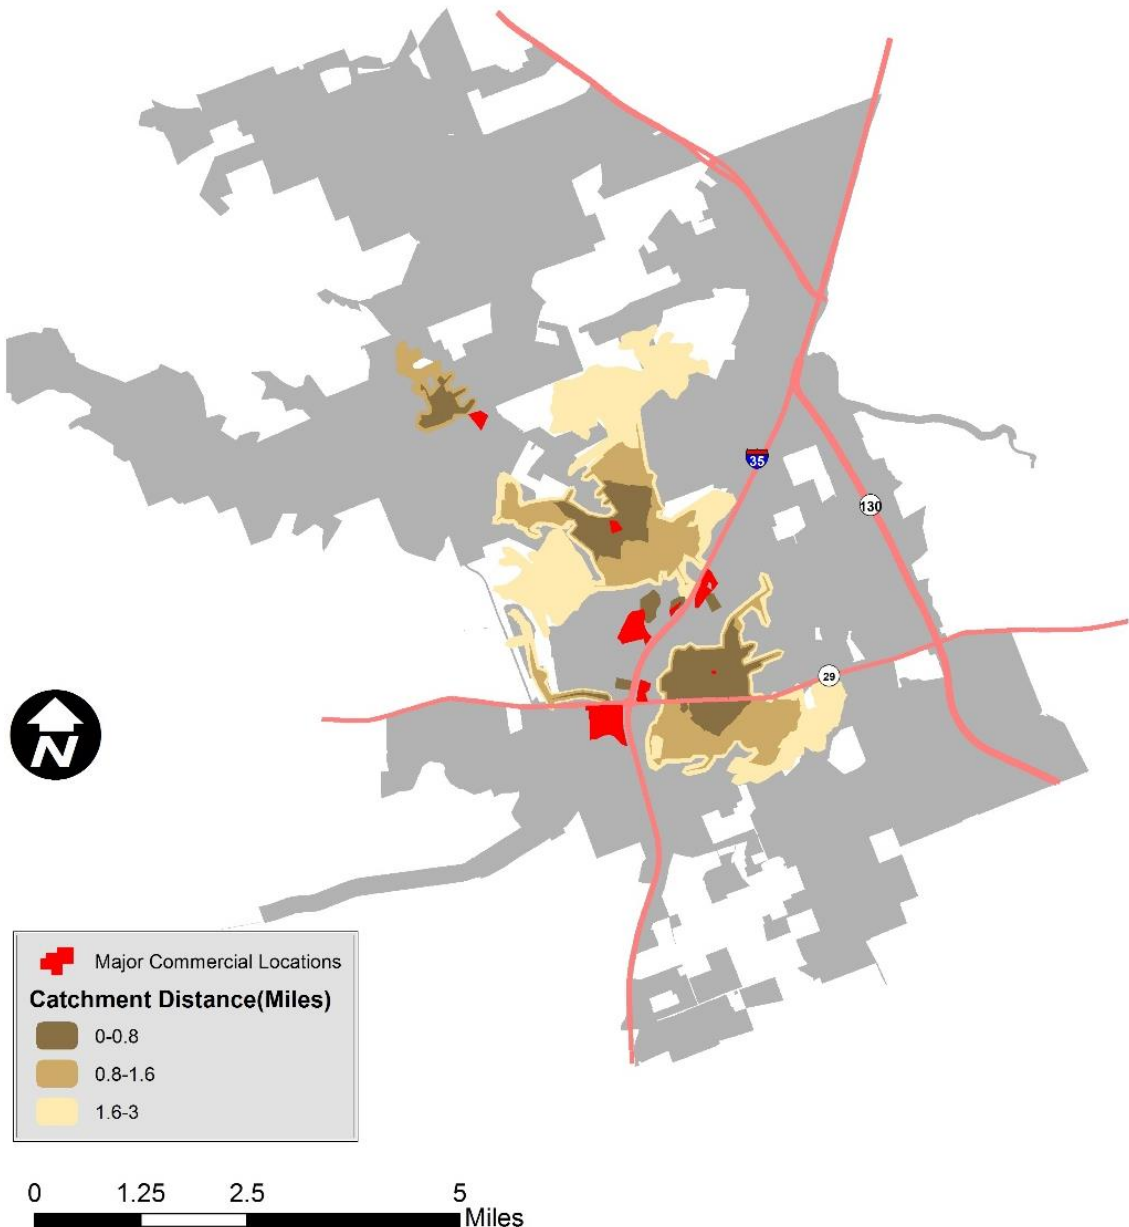 35
130
29
N
Major Commercial Locations
Catchment Distance(Miles)
0-0.8
0.8-1.6
1.6-3
0 1.25 2.5 5
Miles